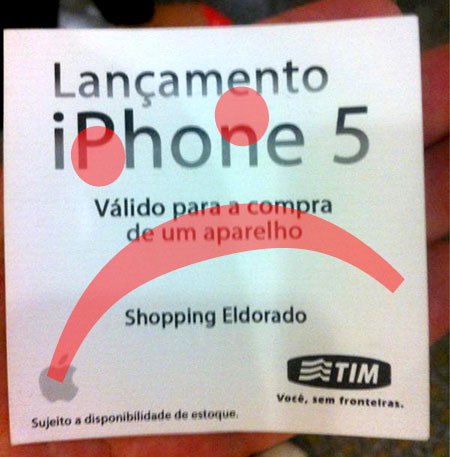 Lançamento
iPhone 5
Válido para a compra
de um aparelho
Shopping Eldorado
TIM
Você, sem fronteiras.
Sujeito a disponibilidade de estoque.